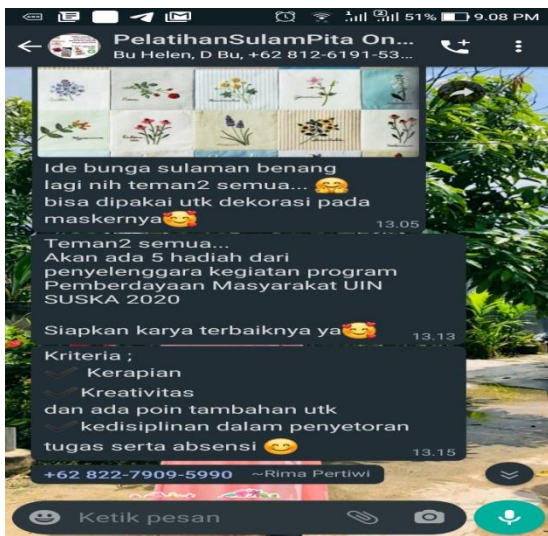 51% 9.08 PM
PelatihanSulamPita On...
Bu Helen, D Bu, +62 812-6191-53...
Ide bunga sulaman benang
lagi nih teman2 semua... 🤗
bisa dipakai utk dekorasi pada
maskernya🥰
13.05
Teman2 semua...
Akan ada 5 hadiah dari
penyelenggara kegiatan program
Pemberdayaan Masyarakat UIN
SUSKA 2020
Siapkan karya terbaiknya ya🥰
13.13
Kriteria ;
✔ Kerapian
✔Kreativitas
dan ada poin tambahan utk
✔kedisiplinan dalam penyetoran
tugas serta absensi 😊
13.15
+62 822-7909-5990 ~Rima Pertiwi
Ketik pesan